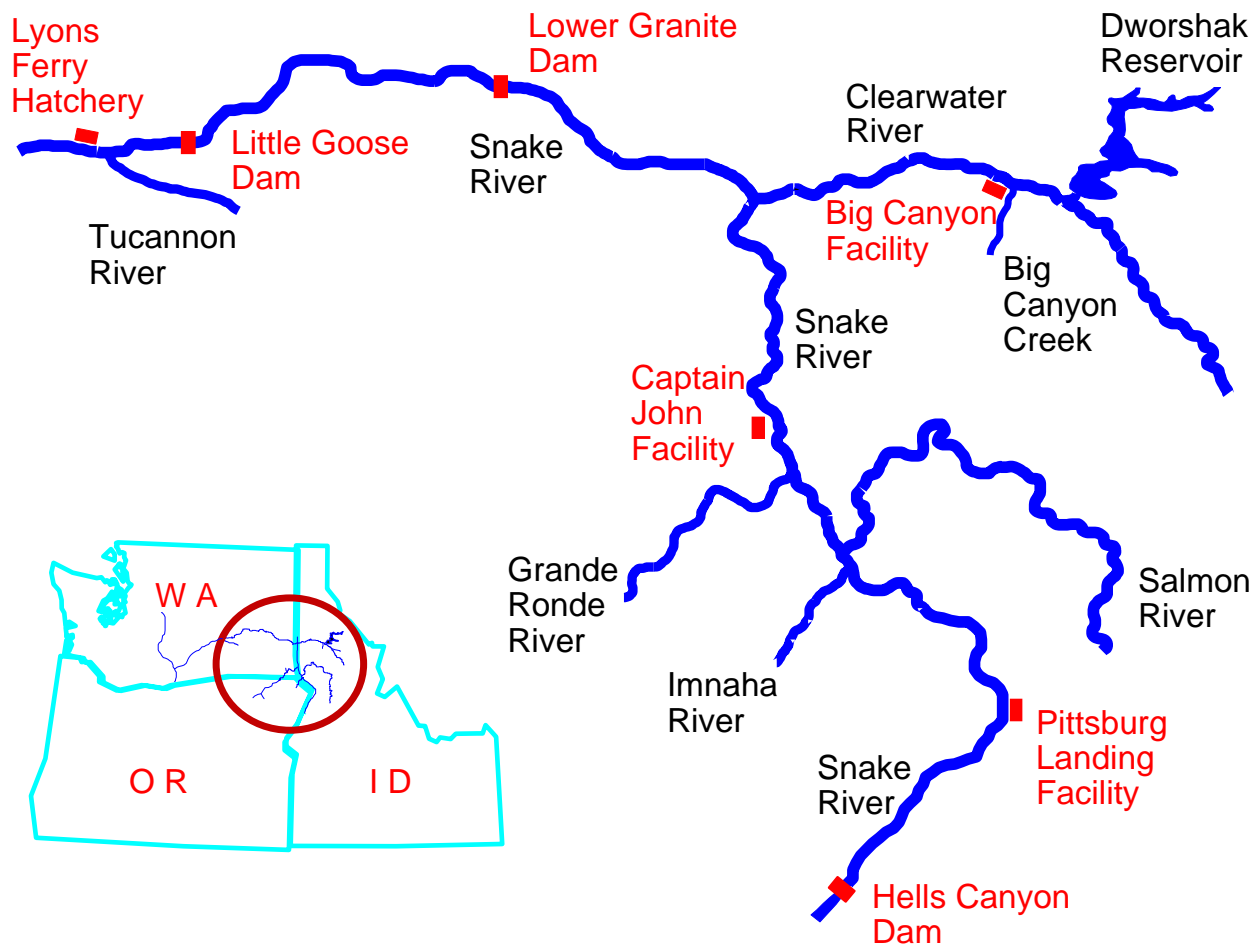 Lyons
Ferry
Hatchery
Lower Granite
Dam
Dworshak
Reservoir
Clearwater
River
Little Goose
Dam
Snake
River
Big Canyon
Facility
Tucannon
River
Big
Canyon
Creek
Snake
River
Captain
John
Facility
Grande
Ronde
River
Salmon
River
W A
Imnaha
River
Pittsburg
Landing
Facility
O R
I D
Snake
River
Hells Canyon
Dam